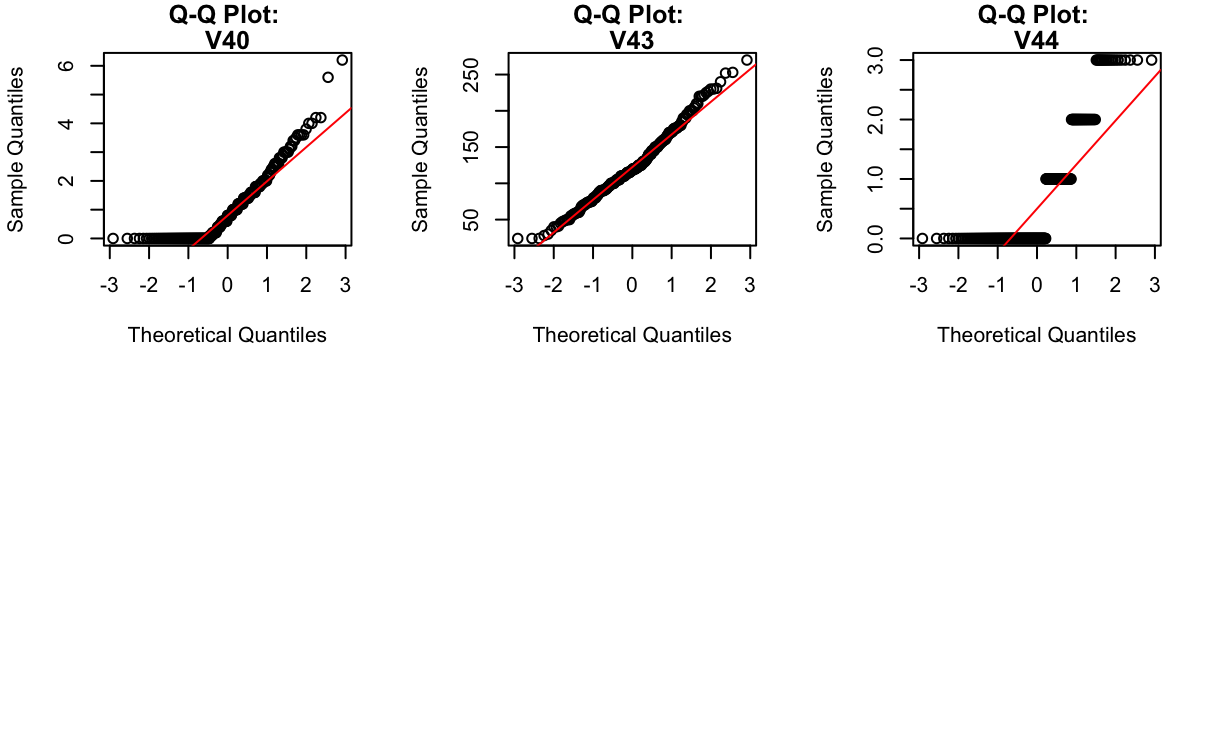 Q-Q Plot:
V40
Sample Quantiles
0 2 4 6
-3 -2 -1 0 1 2 3
Theoretical Quantiles
Q-Q Plot:
V43
Sample Quantiles
50 150 250
-3 -2 -1 0 1 2 3
Theoretical Quantiles
Q-Q Plot:
V44
Sample Quantiles
0.0 1.0 2.0 3.0
-3 -2 -1 0 1 2 3
Theoretical Quantiles